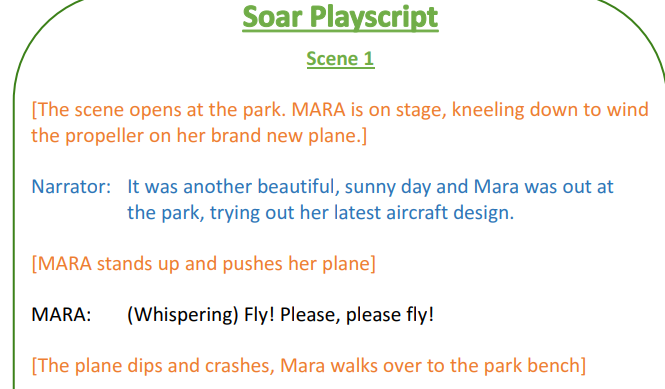 Soar Playscript
Scene 1
[The scene opens at the park. MARA is on stage, kneeling down to wind
the propeller on her brand new plane.]
Narrator: It was another beautiful, sunny day and Mara was out at
the park, trying out her latest aircraft design.
[MARA stands up and pushes her plane]
MARA: (Whispering) Fly! Please, please fly!
[The plane dips and crashes, Mara walks over to the park bench]